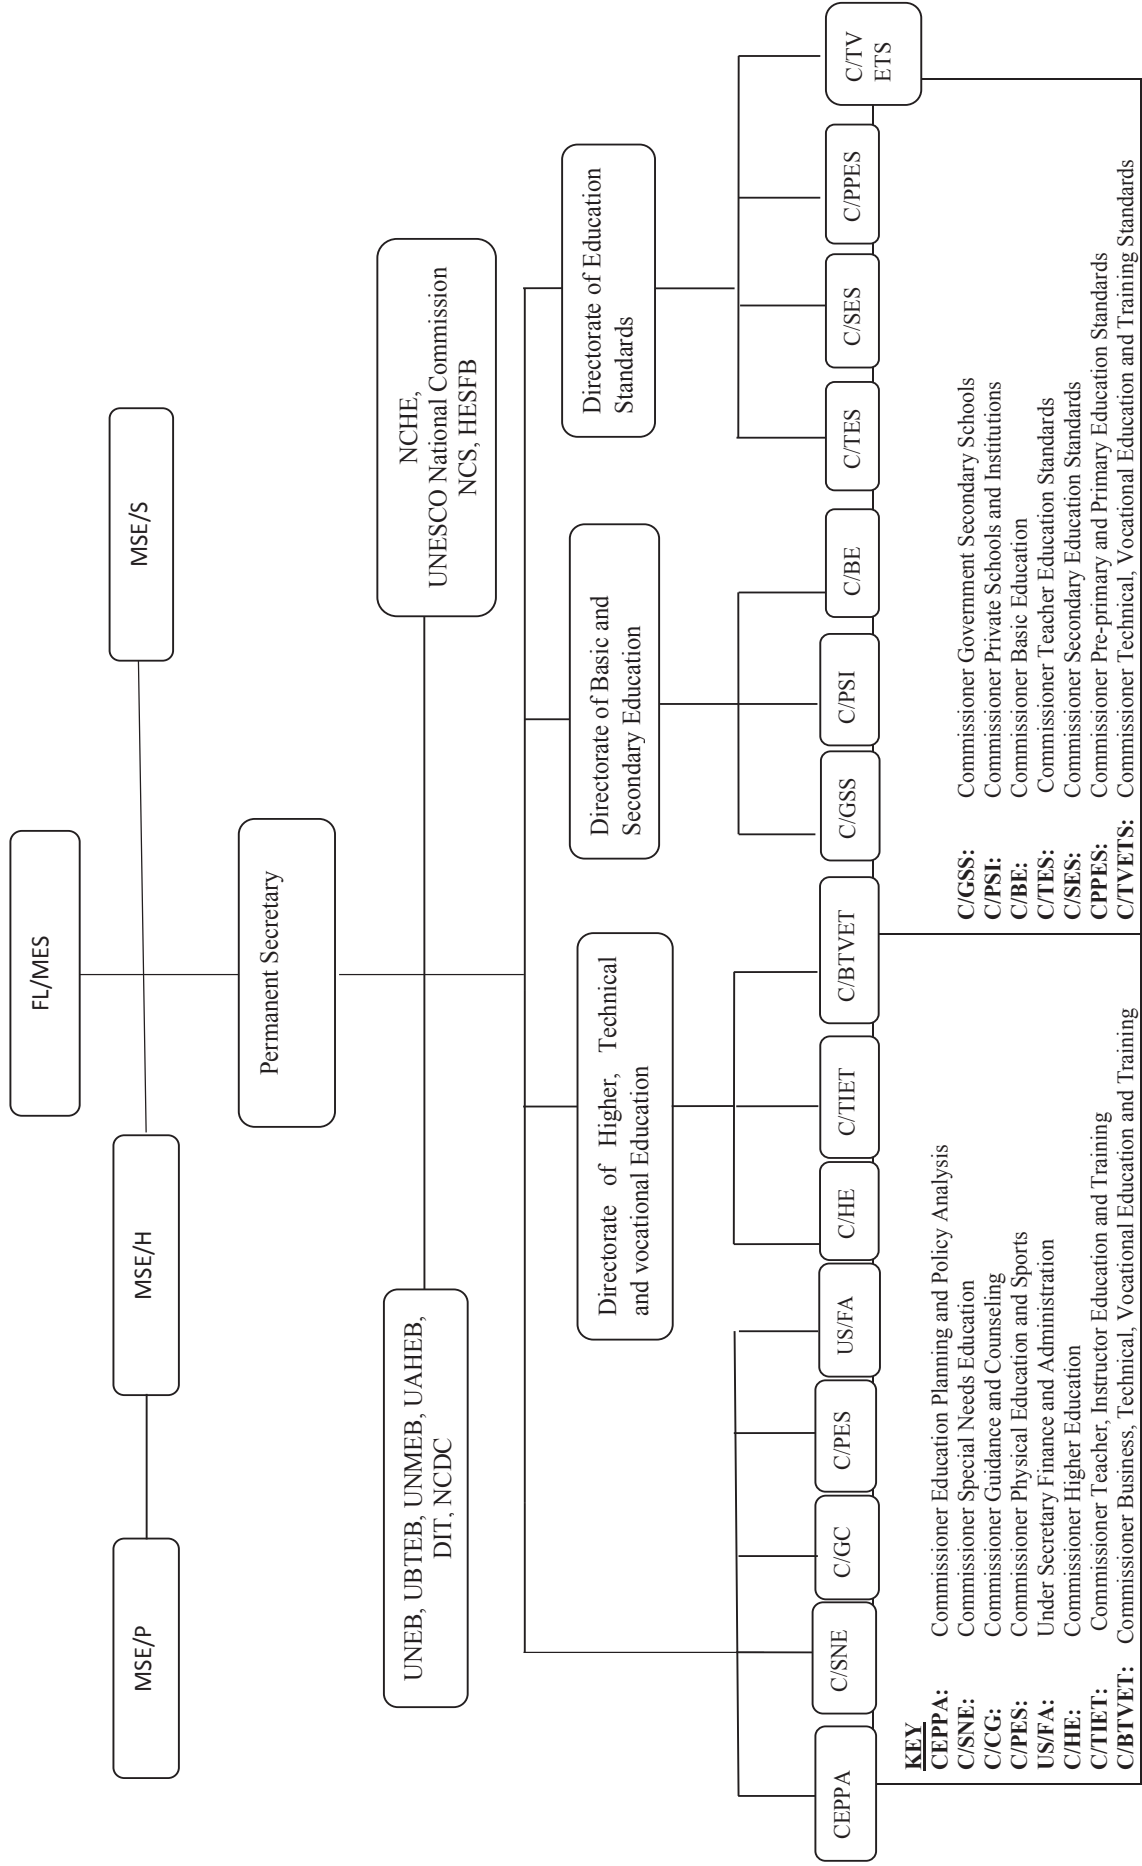 FL/MES
MSE/P
MSE/H
MSE/S
Permanent Secretary
UNEB, UBTEB, UNMEB, UAHEB,
DIT, NCDC
NCHE,
UNESCO National Commission
NCS, HESFB
Directorate of Higher, Technical
and vocational Education
Directorate of Basic and
Secondary Education
Directorate of Education
Standards
CEPPA
C/SNE
C/GC
C/PES
US/FA
C/HE
C/TIET
C/BTVET
C/GSS
C/PSI
C/BE
C/TES
C/SES
C/PPES
C/TV
ETS
KEY
CEPPA: Commissioner Education Planning and Policy Analysis
C/SNE: Commissioner Special Needs Education
C/CG: Commissioner Guidance and Counseling
C/PES: Commissioner Physical Education and Sports
US/FA: Under Secretary Finance and Administration
C/HE: Commissioner Higher Education
C/TIET: Commissioner Teacher, Instructor Education and Training
C/BTVET: Commissioner Business, Technical, Vocational Education and Training
C/GSS: Commissioner Government Secondary Schools
C/PSI: Commissioner Private Schools and Institutions
C/BE: Commissioner Basic Education
C/TES: Commissioner Teacher Education Standards
C/SES: Commissioner Secondary Education Standards
CPPES: Commissioner Pre-primary and Primary Education Standards
C/TVETS: Commissioner Technical, Vocational Education and Training Standards